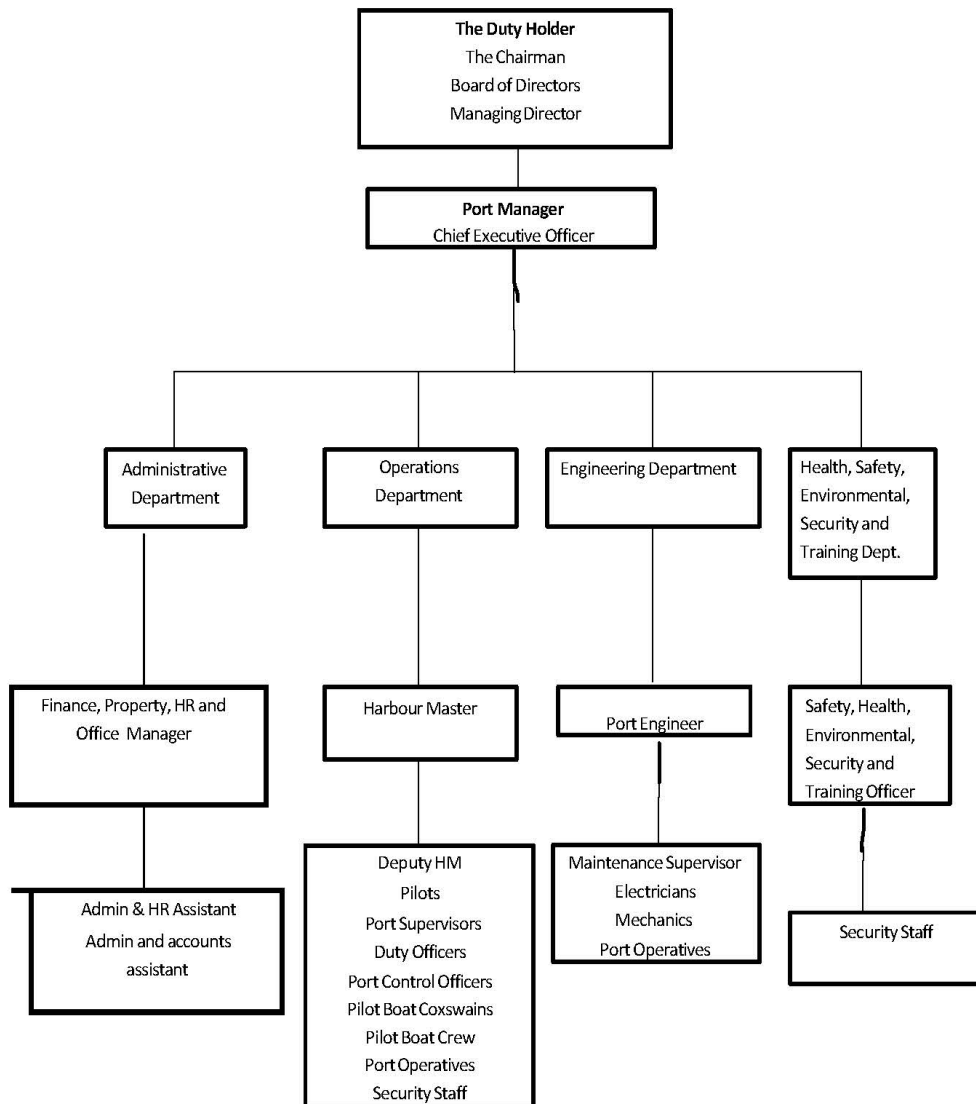 The Duty Holder
The Chairman
Board of Directors
Managing Director
Port Manager
Chief Executive Officer
Administrative
Department
Operations
Department
Engineering Department
Health, Safety,
Environmental,
Security and
Training Dept.
Finance, Property, HR and
Office Manager
Harbour Master
Port Engineer
Safety, Health,
Environmental,
Security and
Training Officer
Admin & HR Assistant
Admin and accounts
assistant
Deputy HM
Pilots
Port Supervisors
Duty Officers
Port Control Officers
Pilot Boat Coxswains
Pilot Boat Crew
Port Operatives
Security Staff
Maintenance Supervisor
Electricians
Mechanics
Port Operatives
Security Staff